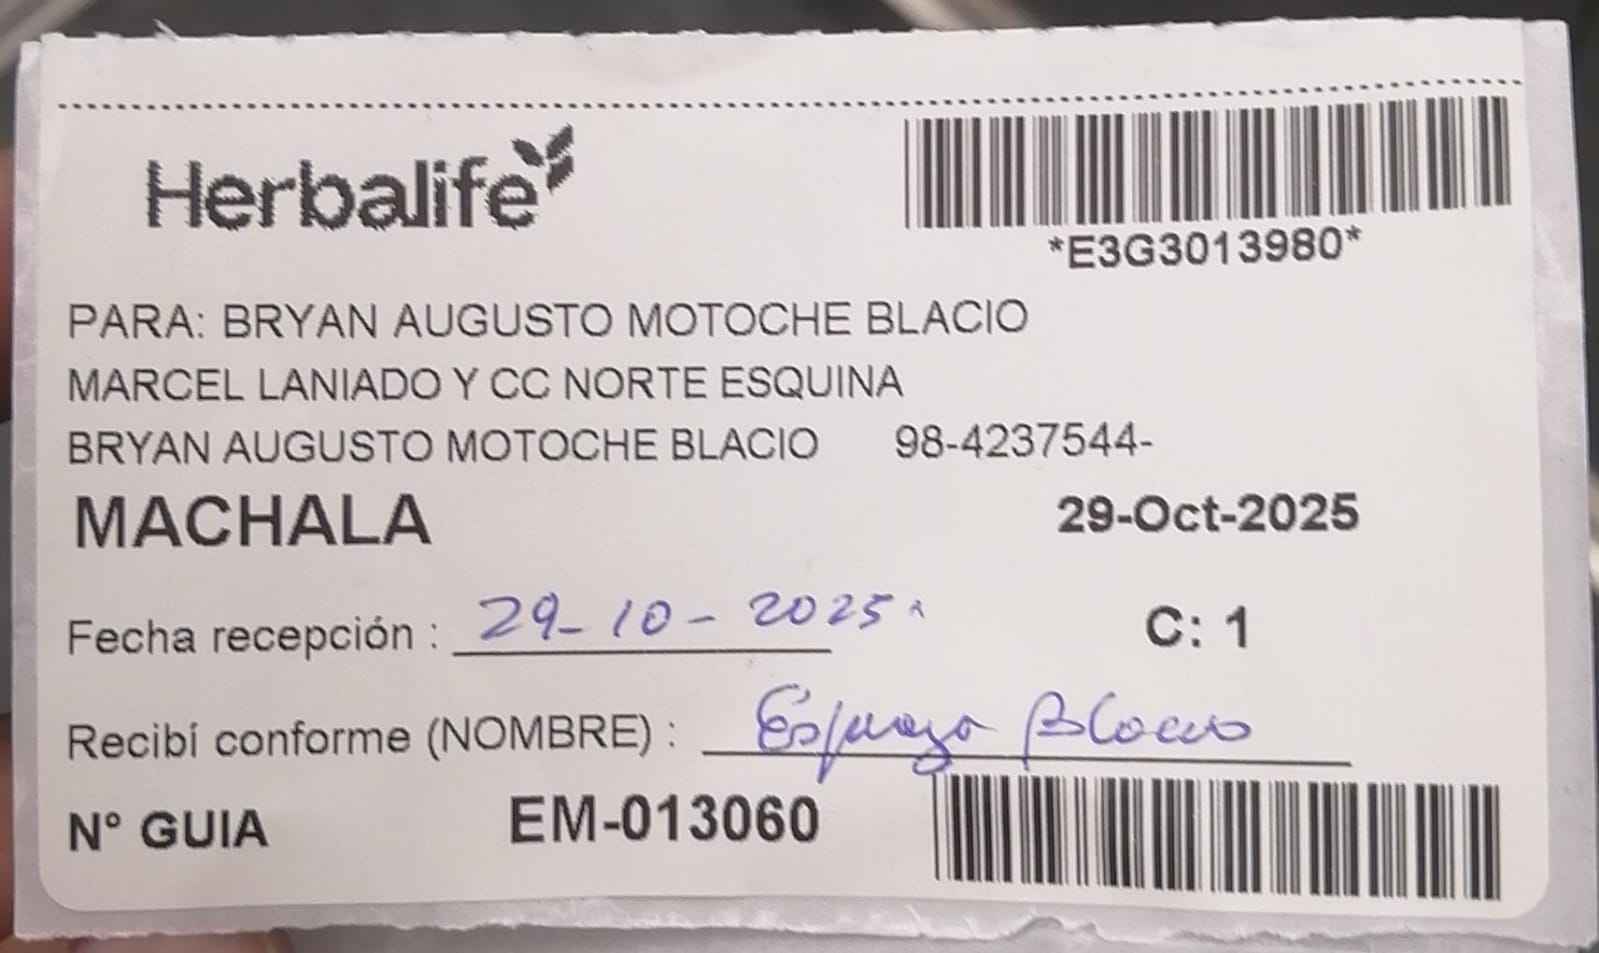 Herbalife
*E3G3013980*
PARA: BRYAN AUGUSTO MOTOCHE BLACIO
MARCEL LANIADO Y CC NORTE ESQUINA
BRYAN AUGUSTO MOTOCHE BLACIO 98-4237544-
MACHALA 29-Oct-2025
Fecha recepción : 29-10-2025
C: 1
Recibí conforme (NOMBRE) : Blacio
N° GUIA EM-013060